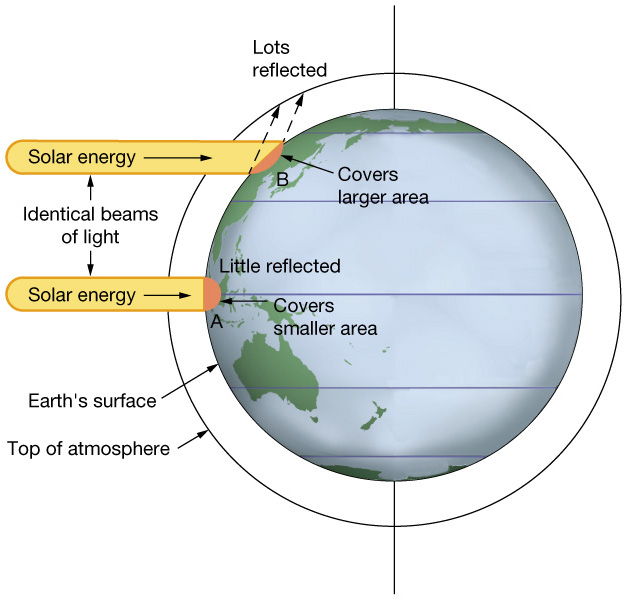 Lots
reflected
Solar energy
B
Covers
larger area
Identical beams
of light
Little reflected
Solar energy
Covers
smaller area
A
Earth's surface
Top of atmosphere